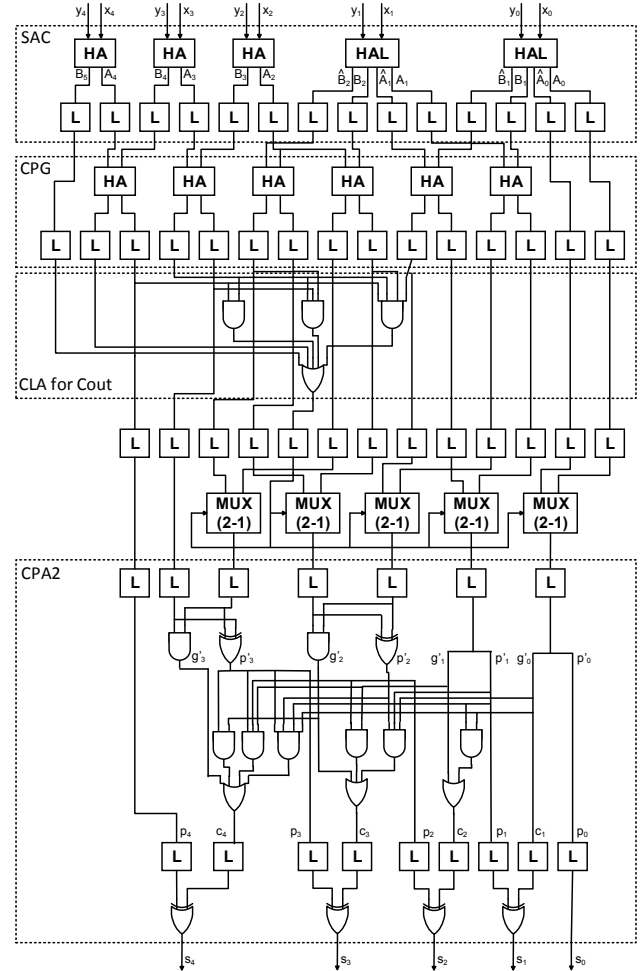 y4 x4 y3 x3 y2 x2 y1 x1 y0 x0
SAC
HA HA HA HAL HAL
B5 A4 B4 A3 B3 A2 B̂2 B2 Â1 A1 B̂1 B1 Â0 A0
L L L L L L L L L L L L L L
CPG
HA HA HA HA HA HA
L L L L L L L L L L L L L L L
CLA for Cout
L L L L L L L L L L L L L
MUX MUX MUX MUX MUX
(2-1) (2-1) (2-1) (2-1) (2-1)
CPA2
L L L L L L L
g'3 p'3 g'2 p'2 g'1 p'1 g'0 p'0
p4 c4 p3 c3 p2 c2 p1 c1 p0
L L L L L L L L L
s4 s3 s2 s1 s0